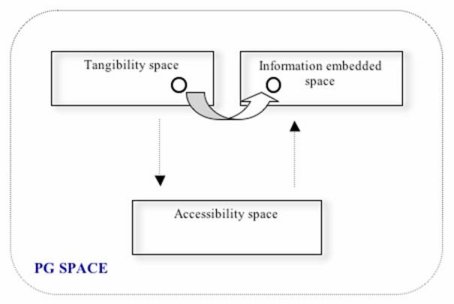 Tangibility space
Information embedded
space
Accessibility space
PG SPACE